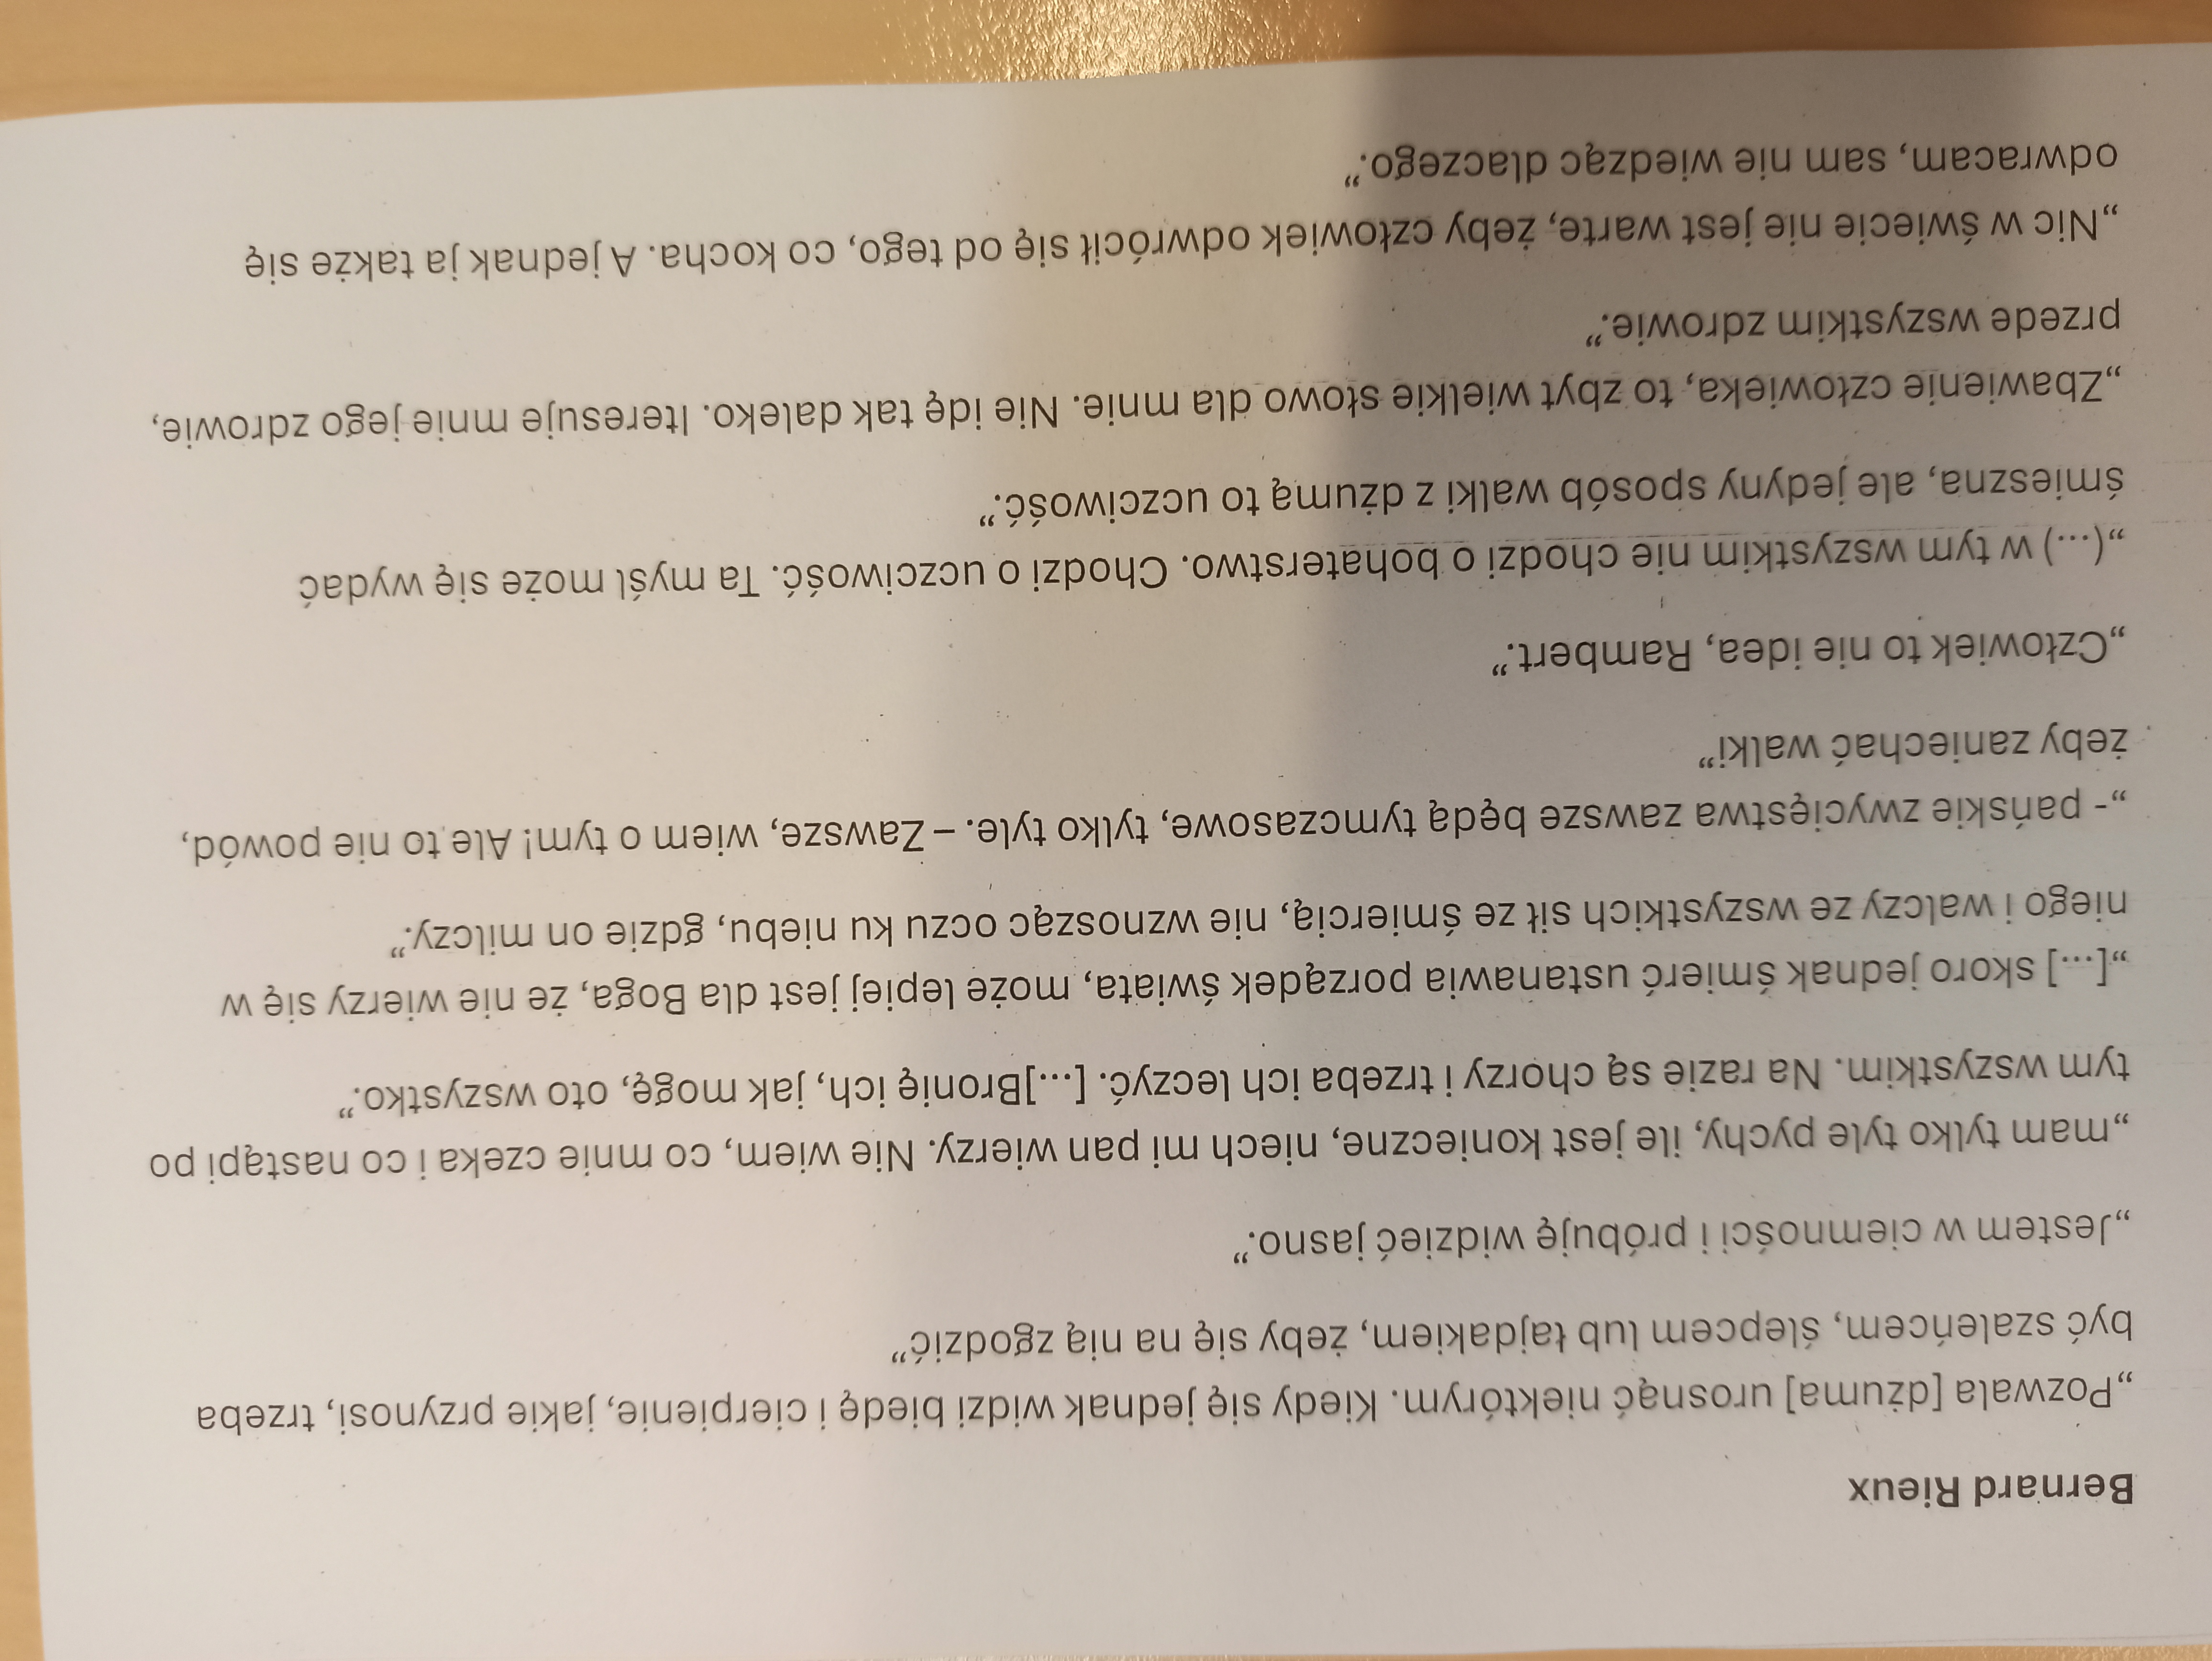 Bernard Rieux
„Pozwala [dżuma] urosnąć niektórym. Kiedy się jednak widzi biedę i cierpienie, jakie przynosi, trzeba
być szaleńcem, ślepcem lub łajdakiem, żeby się na nią zgodzić”
„Jestem w ciemności i próbuję widzieć jasno.”
„mam tylko tyle pychy, ile jest konieczne, niech mi pan wierzy. Nie wiem, co mnie czeka i co nastąpi po
tym wszystkim. Na razie są chorzy i trzeba ich leczyć. [...]Bronię ich, jak mogę, oto wszystko.”
„[...] skoro jednak śmierć ustanawia porządek świata, może lepiej jest dla Boga, że nie wierzy się w
niego i walczy ze wszystkich sił ze śmiercią, nie wznosząc oczu ku niebu, gdzie on milczy.”
„- pańskie zwycięstwa zawsze będą tymczasowe, tylko tyle. – Zawsze, wiem o tym! Ale to nie powód,
żeby zaniechać walki”
„Człowiek to nie idea, Rambert.”
„(...) w tym wszystkim nie chodzi o bohaterstwo. Chodzi o uczciwość. Ta myśl może się wydać
śmieszna, ale jedyny sposób walki z dżumą to uczciwość.”
„Zbawienie człowieka, to zbyt wielkie słowo dla mnie. Nie idę tak daleko. Iteresuje mnie jego zdrowie,
przede wszystkim zdrowie.”
„Nic w świecie nie jest warte, żeby człowiek odwrócił się od tego, co kocha. A jednak ja także się
odwracam, sam nie wiedząc dlaczego.”